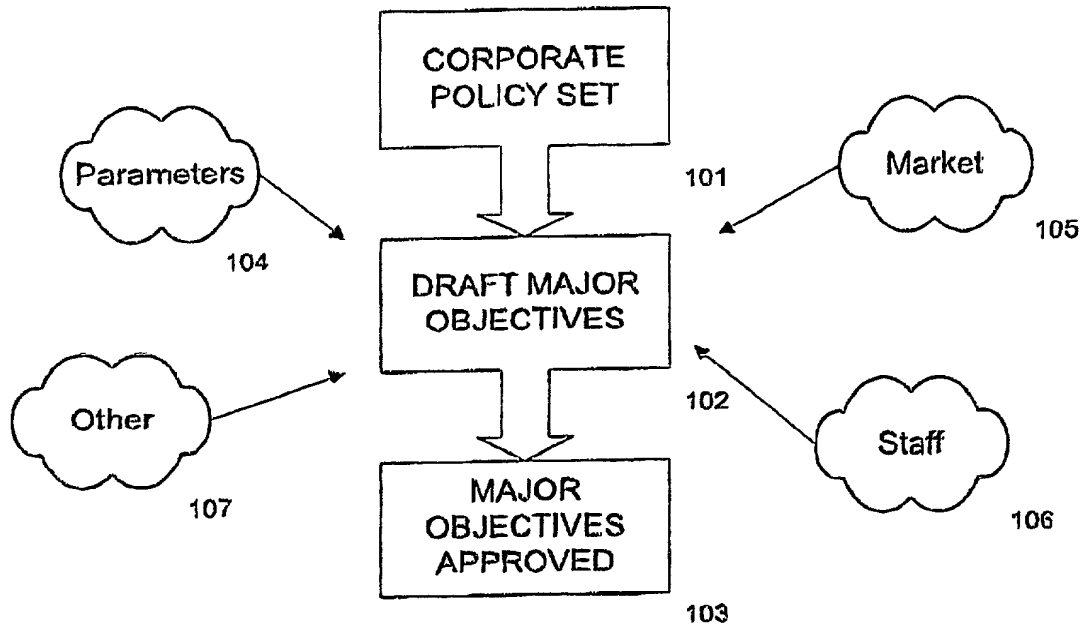 CORPORATE
POLICY SET
Parameters
Market
101
105
104
DRAFT MAJOR
OBJECTIVES
Other
102
Staff
107
MAJOR
OBJECTIVES
APPROVED
106
103